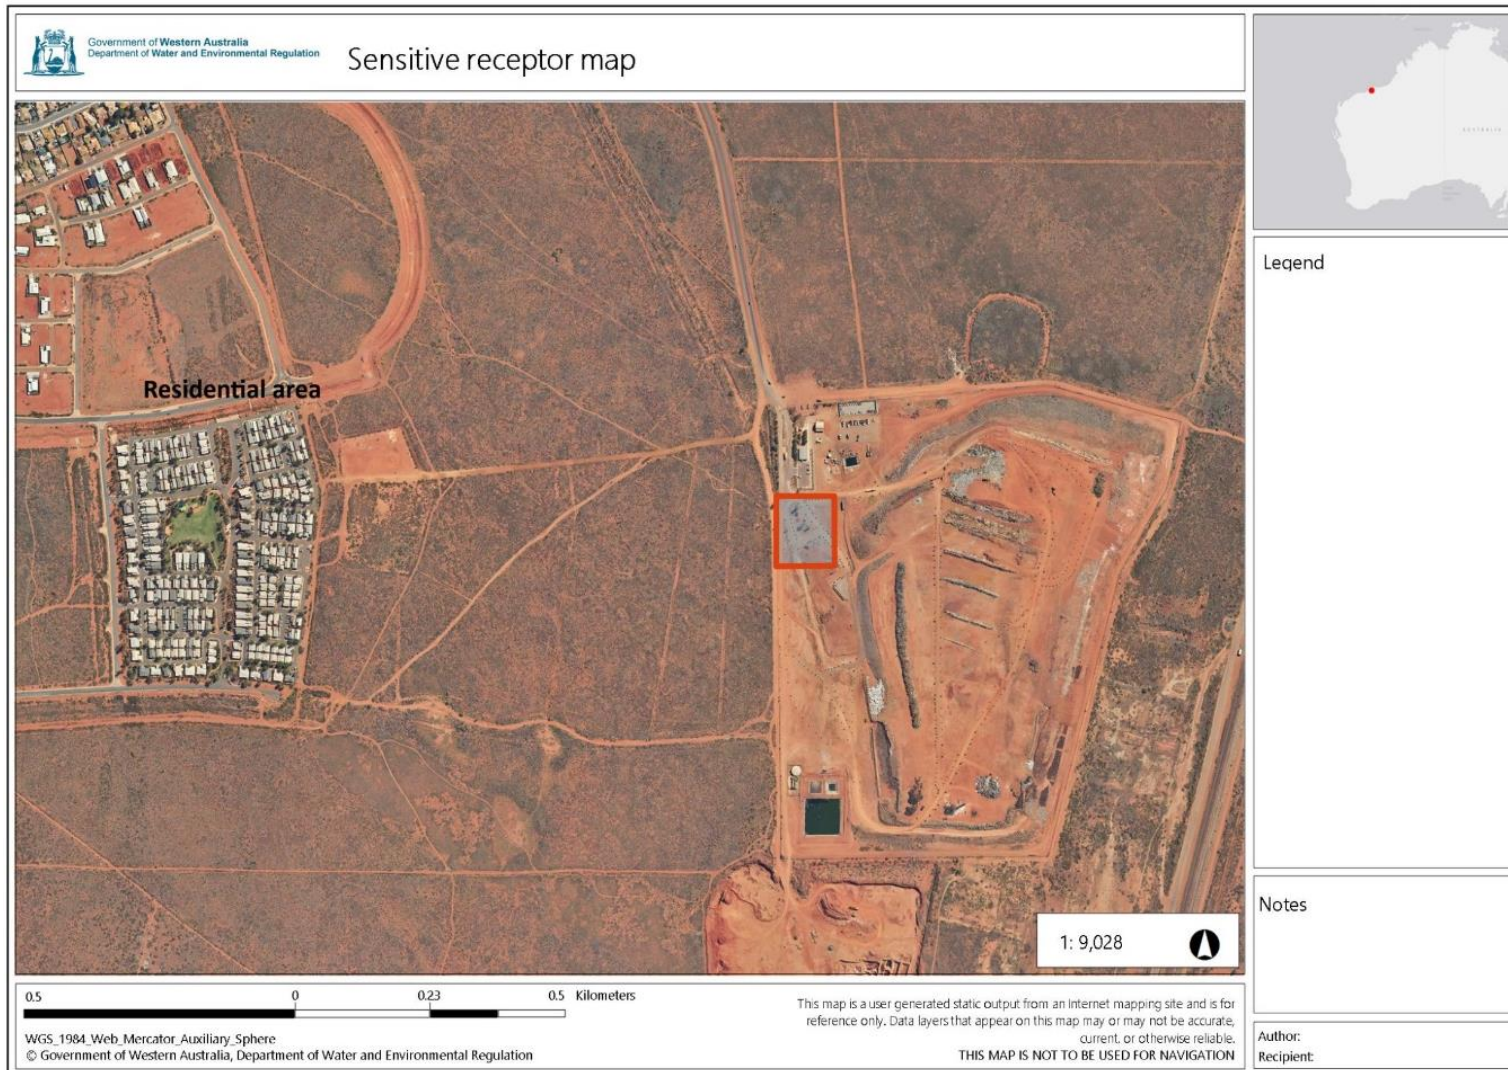 Government of Western Australia
Department of Water and Environmental Regulation
Sensitive receptor map
AUSTRALIA
Legend
Residential area
Notes
1: 9,028
0.5 0 0.23 0.5 Kilometers
WGS_1984_Web_Mercator_Auxiliary_Sphere
© Government of Western Australia, Department of Water and Environmental Regulation
This map is a user generated static output from an Internet mapping site and is for
reference only. Data layers that appear on this map may or may not be accurate,
current, or otherwise reliable.
THIS MAP IS NOT TO BE USED FOR NAVIGATION
Author:
Recipient: